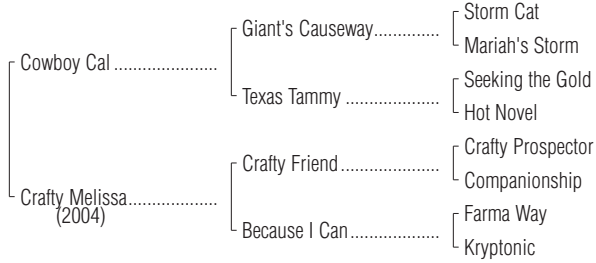 Storm Cat
Giant's Causeway..............
Mariah's Storm
Cowboy Cal ......................
Seeking the Gold
Texas Tammy ....................
Hot Novel
Crafty Prospector
Crafty Friend.....................
Companionship
Crafty Melissa...................
(2004)
Farma Way
Because I Can...................
Kryptonic